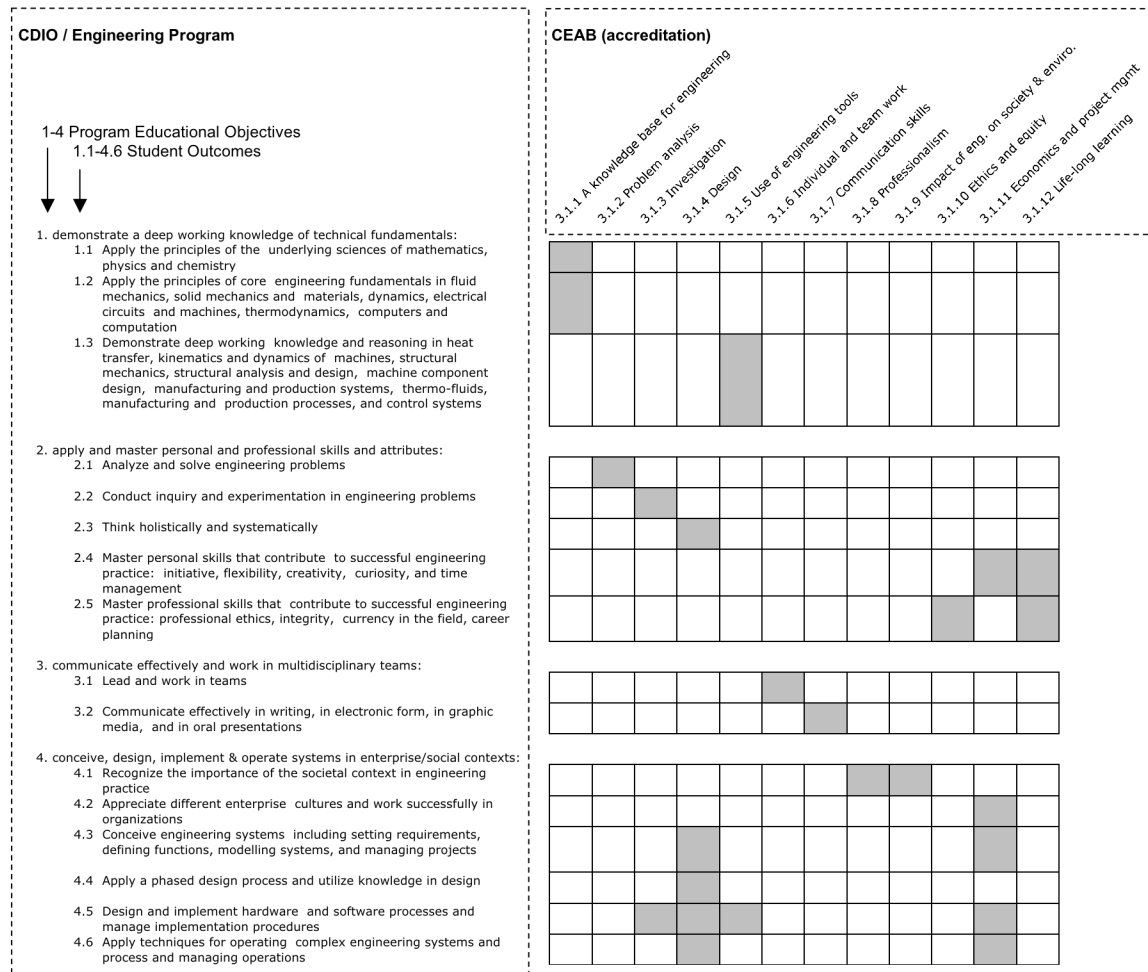 CDIO / Engineering Program
CEAB (accreditation)
1-4 Program Educational Objectives
1.1-4.6 Student Outcomes
3.1.1 A knowledge base for engineering
3.1.2 Problem analysis
3.1.3 Investigation
3.1.4 Design
3.1.5 Use of engineering tools
3.1.6 Individual and team work
3.1.7 Communication skills
3.1.8 Professionalism
3.1.9 Impact of eng. on society & enviro.
3.1.10 Ethics and equity
3.1.11 Economics and project mgmt
3.1.12 Life-long learning
1. demonstrate a deep working knowledge of technical fundamentals:
1.1 Apply the principles of the underlying sciences of mathematics,
physics and chemistry
1.2 Apply the principles of core engineering fundamentals in fluid
mechanics, solid mechanics and materials, dynamics, electrical
circuits and machines, thermodynamics, computers and
computation
1.3 Demonstrate deep working knowledge and reasoning in heat
transfer, kinematics and dynamics of machines, structural
mechanics, structural analysis and design, machine component
design, manufacturing and production systems, thermo-fluids,
manufacturing and production processes, and control systems
2. apply and master personal and professional skills and attributes:
2.1 Analyze and solve engineering problems
2.2 Conduct inquiry and experimentation in engineering problems
2.3 Think holistically and systematically
2.4 Master personal skills that contribute to successful engineering
practice: initiative, flexibility, creativity, curiosity, and time
management
2.5 Master professional skills that contribute to successful engineering
practice: professional ethics, integrity, currency in the field, career
planning
3. communicate effectively and work in multidisciplinary teams:
3.1 Lead and work in teams
3.2 Communicate effectively in writing, in electronic form, in graphic
media, and in oral presentations
4. conceive, design, implement & operate systems in enterprise/social contexts:
4.1 Recognize the importance of the societal context in engineering
practice
4.2 Appreciate different enterprise cultures and work successfully in
organizations
4.3 Conceive engineering systems including setting requirements,
defining functions, modelling systems, and managing projects
4.4 Apply a phased design process and utilize knowledge in design
4.5 Design and implement hardware and software processes and
manage implementation procedures
4.6 Apply techniques for operating complex engineering systems and
process and managing operations